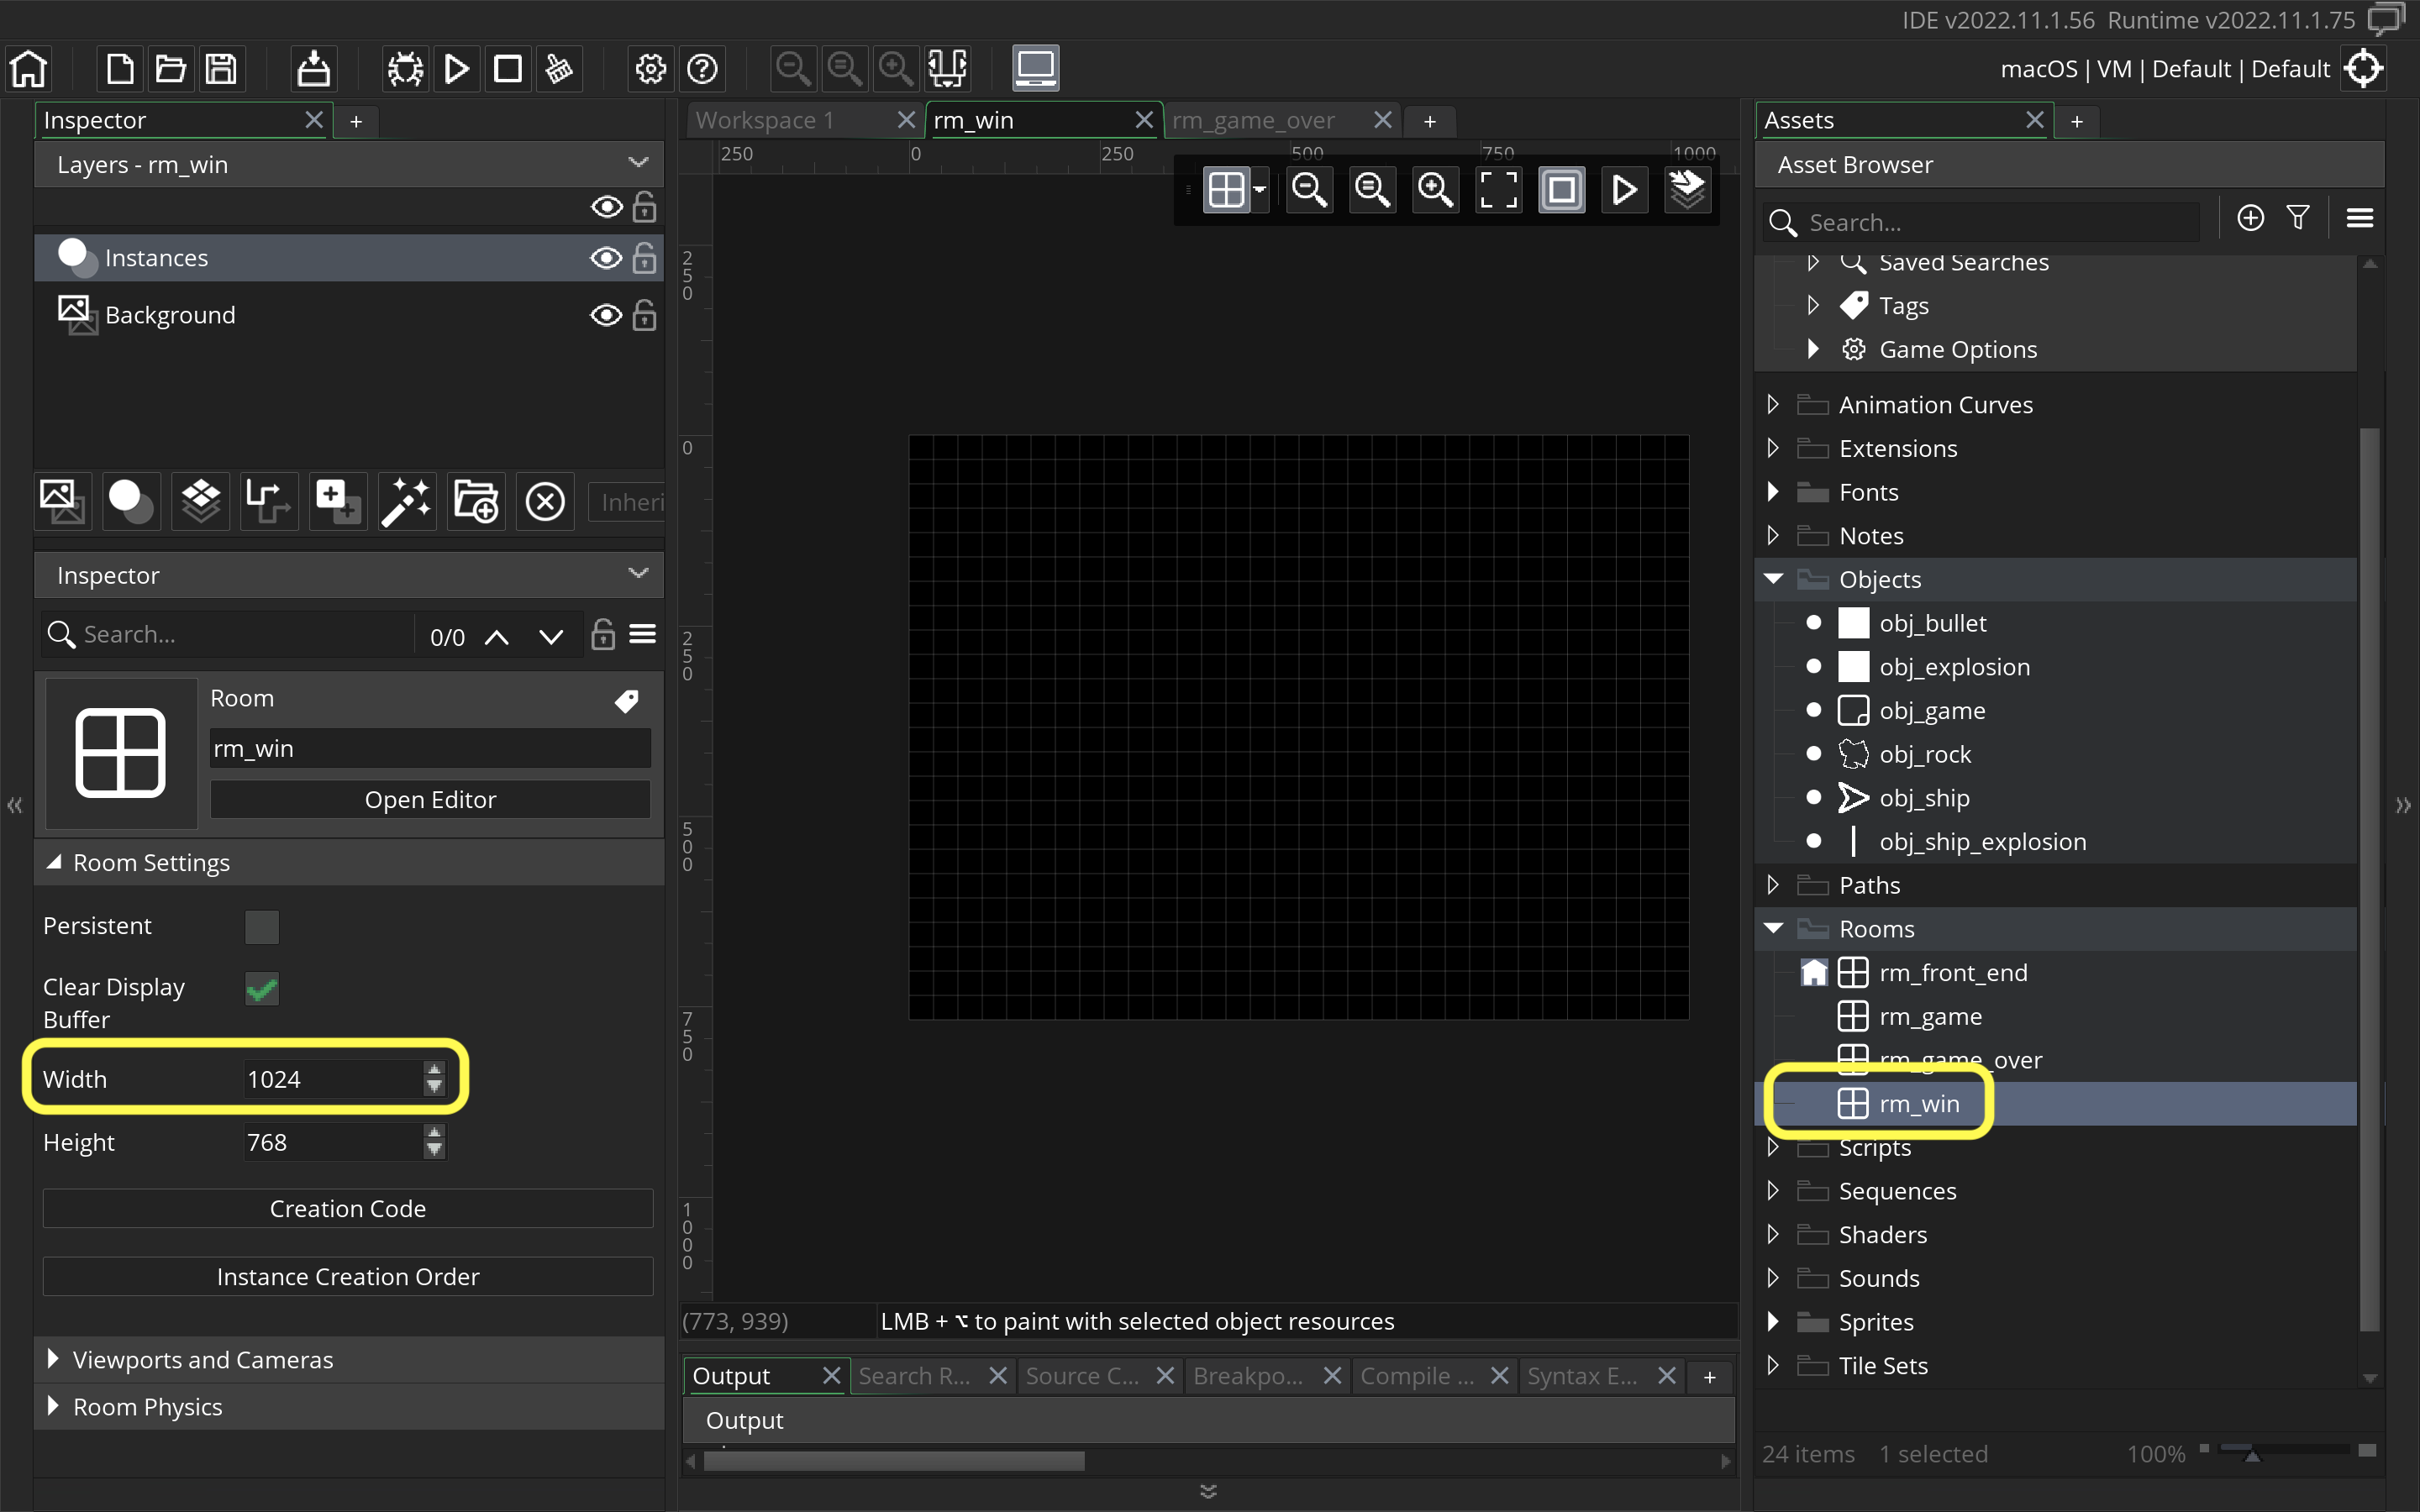 IDE v2022.11.1.56 Runtime v2022.11.1.75
macOS | VM | Default | Default
Inspector
+
Layers - rm_win
Instances
Background
Inheri
Inspector
Search...
0/0
Room
rm_win
Open Editor
Room Settings
Persistent
Clear Display
Buffer
Width
1024
Height
768
Creation Code
Instance Creation Order
Viewports and Cameras
Room Physics
Workspace 1
rm_win
rm_game_over
+
250
0
250
500
750
1000
250
0
250
500
750
1000
(773, 939)
LMB + ⌥ to paint with selected object resources
Output
Search R...
Source C...
Breakpo...
Compile ...
Syntax E...
+
Output
Assets
+
Asset Browser
Search...
Saved Searches
Tags
Game Options
Animation Curves
Extensions
Fonts
Notes
Objects
obj_bullet
obj_explosion
obj_game
obj_rock
obj_ship
obj_ship_explosion
Paths
Rooms
rm_front_end
rm_game
rm_game_over
rm_win
Scripts
Sequences
Shaders
Sounds
Sprites
Tile Sets
24 items 1 selected
100%